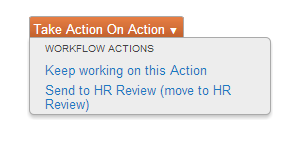 Take Action On Action ▼
WORKFLOW ACTIONS
Keep working on this Action
Send to HR Review (move to HR
Review)